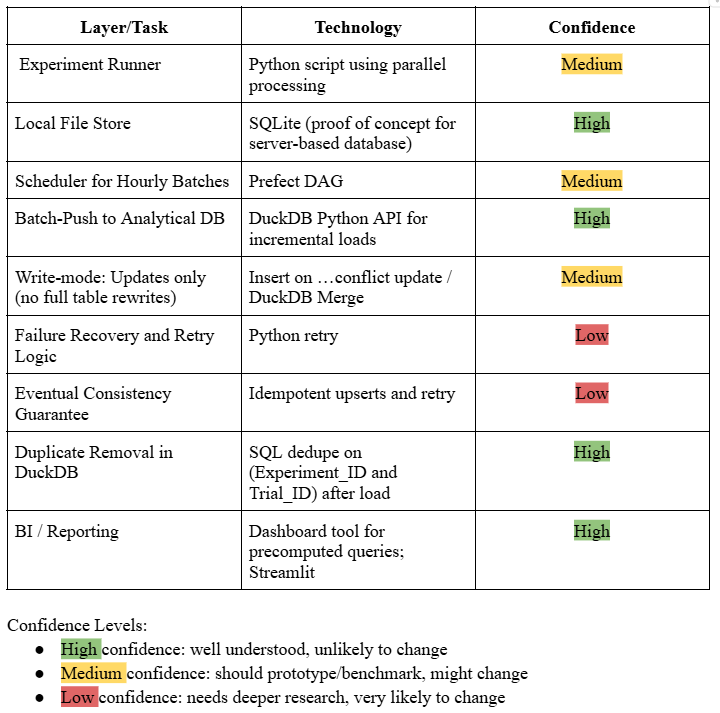 Layer/Task Technology Confidence
Experiment Runner Python script using parallel Medium
processing
Local File Store SQLite (proof of concept for High
server-based database)
Scheduler for Hourly Batches Prefect DAG Medium
Batch-Push to Analytical DB DuckDB Python API for High
incremental loads
Write-mode: Updates only Insert on …conflict update / Medium
(no full table rewrites) DuckDB Merge
Failure Recovery and Retry Python retry Low
Logic
Eventual Consistency Idempotent upserts and retry Low
Guarantee
Duplicate Removal in SQL dedupe on High
DuckDB (Experiment_ID and
Trial_ID) after load
BI / Reporting Dashboard tool for High
precomputed queries;
Streamlit
Confidence Levels:
● High confidence: well understood, unlikely to change
● Medium confidence: should prototype/benchmark, might change
● Low confidence: needs deeper research, very likely to change